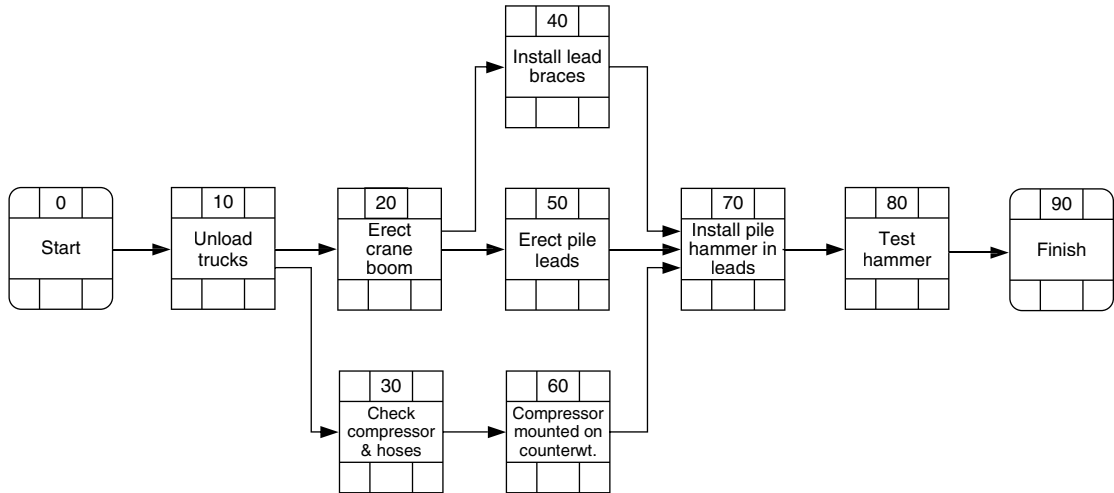 40
Install lead
braces
0
Start
10
Unload
trucks
20
Erect
crane
boom
50
Erect pile
leads
70
Install pile
hammer in
leads
80
Test
hammer
90
Finish
30
Check
compressor
& hoses
60
Compressor
mounted on
counterwt.